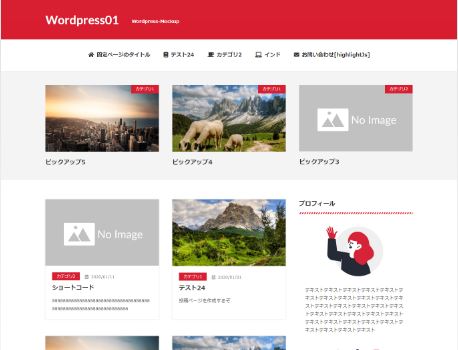 Wordpress01 Wordpress-Mockup
固定ページのタイトル テスト24 カテゴリ2 インド お問い合わせ[highlightJs]
カテゴリ1 カテゴリ1 カテゴリ2
No Image
ピックアップ5 ピックアップ4 ピックアップ3
プロフィール
No Image
カテゴリ2 2020/01/11
ショートコード
カテゴリ1 2020/01/11
テスト24
投稿ページを作成するぞ
テキストテキストテキストテキストテキストテ
キストテキストテキストテキストテキストテキ
ストテキストテキストテキストテキストテキス
トテキストテキストテキストテキストテキスト
テキストテキストテキストテキストテキストテ
キストテキストテキストテキスト